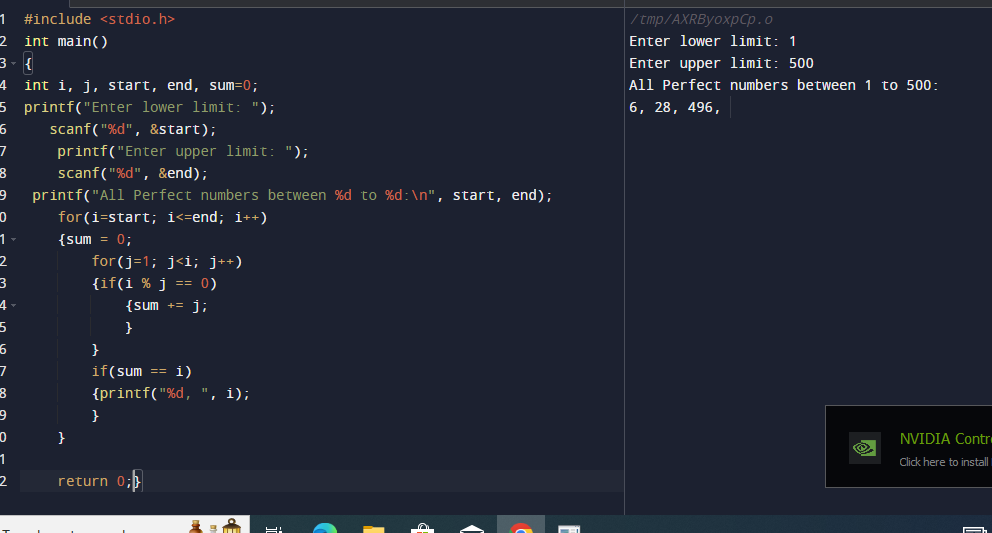 1 #include <stdio.h>
2 int main()
3 {
4 int i, j, start, end, sum=0;
5 printf("Enter lower limit: ");
6 scanf("%d", &start);
7 printf("Enter upper limit: ");
8 scanf("%d", &end);
9 printf("All Perfect numbers between %d to %d:\n", start, end);
0 for(i=start; i<=end; i++)
1 {sum = 0;
2 for(j=1; j<i; j++)
3 {if(i % j == 0)
4 {sum += j;
5 }
6 }
7 if(sum == i)
8 {printf("%d, ", i);
9 }
0 }
1
2 return 0;}
/tmp/AXRByoxpCp.o
Enter lower limit: 1
Enter upper limit: 500
All Perfect numbers between 1 to 500:
6, 28, 496,
NVIDIA Contr
Click here to install